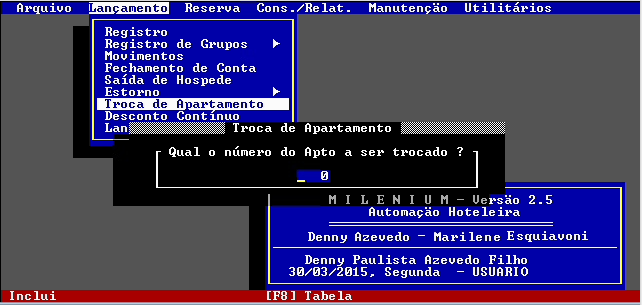 Arquivo Lançamento Reserva Cons./Relat. Manutenção Utilitários
Registro
Registro de Grupos
Movimentos
Fechamento de Conta
Saída de Hospede
Estorno
Troca de Apartamento
Desconto Contínuo
Lan
Troca de Apartamento
Qual o número do Apto a ser trocado ?
0
M I L E N I U M - Versão 2.5
Automação Hoteleira
Denny Azevedo - Marilene Esquiavoni
Denny Paulista Azevedo Filho
30/03/2015, Segunda - USUARIO
Inclui [F8] Tabela